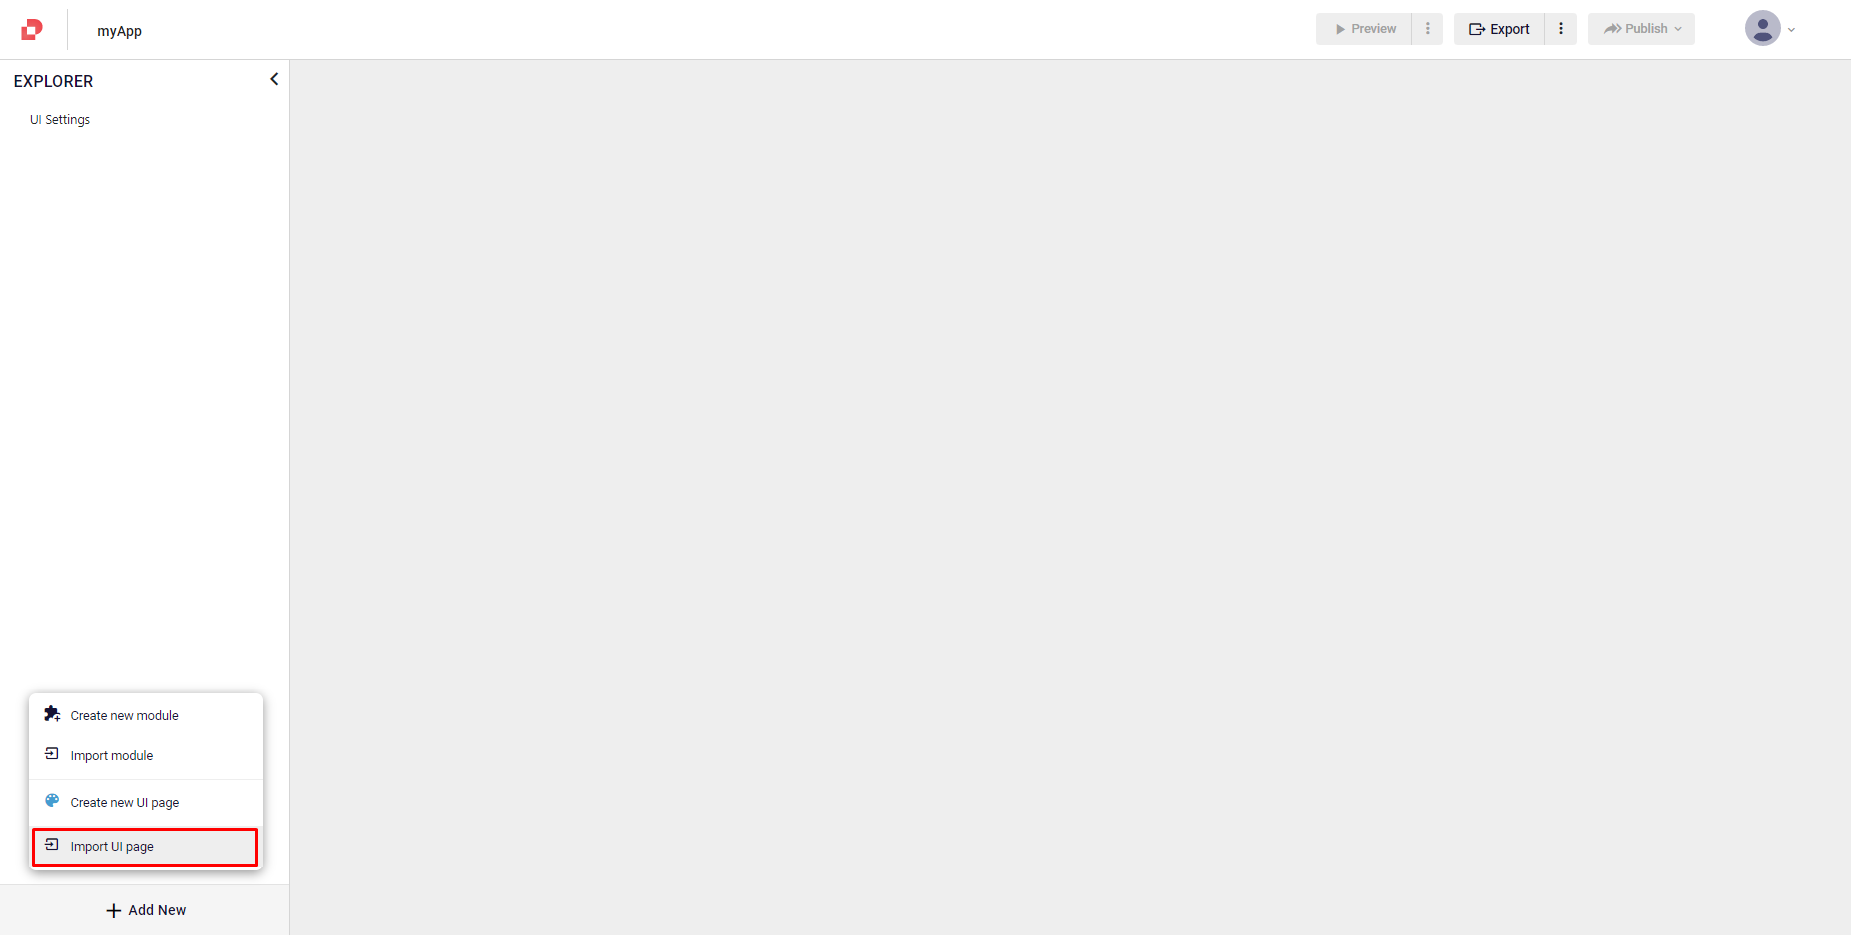 myApp
Preview
Export
Publish
EXPLORER
UI Settings
Create new module
Import module
Create new UI page
Import UI page
Add New